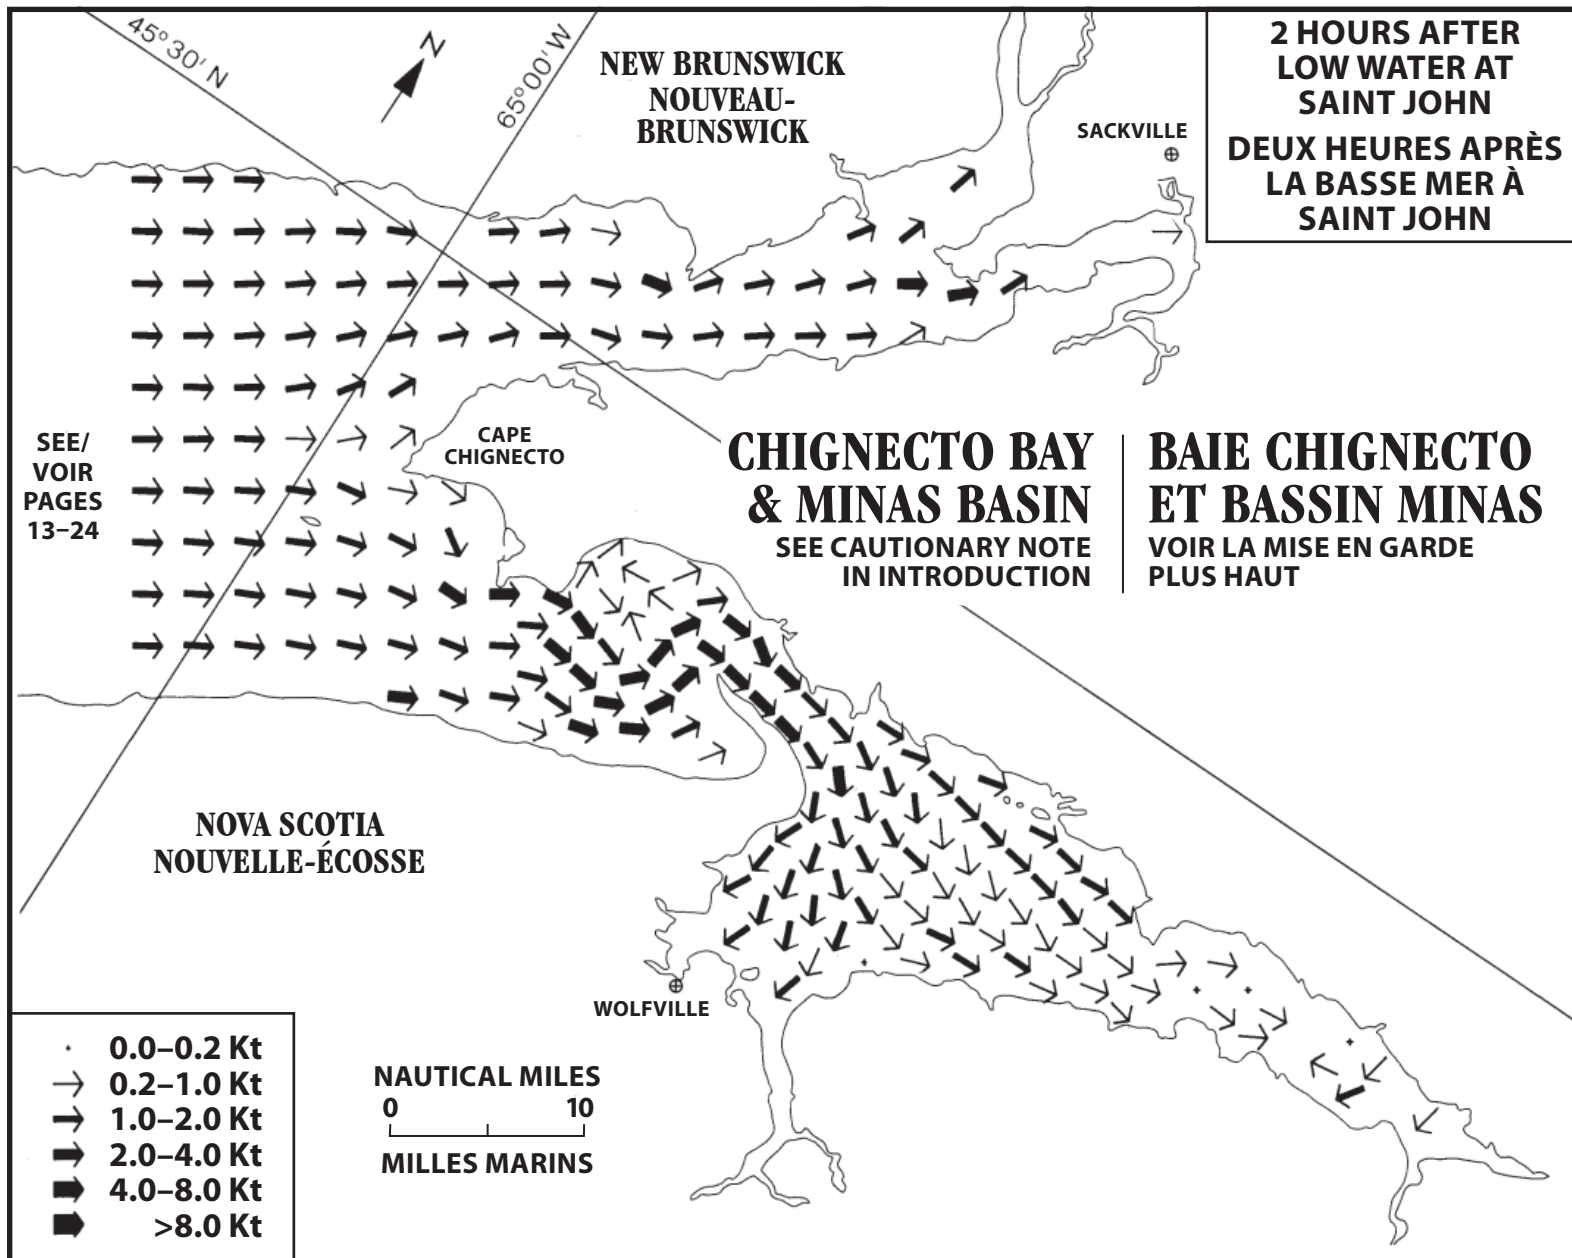 45°30' N
N
65°00' W
NEW BRUNSWICK
NOUVEAU-
BRUNSWICK
SACKVILLE
2 HOURS AFTER
LOW WATER AT
SAINT JOHN
DEUX HEURES APRÈS
LA BASSE MER À
SAINT JOHN
SEE/
VOIR
PAGES
13–24
CAPE
CHIGNECTO
CHIGNECTO BAY
& MINAS BASIN
SEE CAUTIONARY NOTE
IN INTRODUCTION
BAIE CHIGNECTO
ET BASSIN MINAS
VOIR LA MISE EN GARDE
PLUS HAUT
NOVA SCOTIA
NOUVELLE-ÉCOSSE
WOLFVILLE
0.0–0.2 Kt
0.2–1.0 Kt
1.0–2.0 Kt
2.0–4.0 Kt
4.0–8.0 Kt
>8.0 Kt
NAUTICAL MILES
0 10
MILLES MARINS